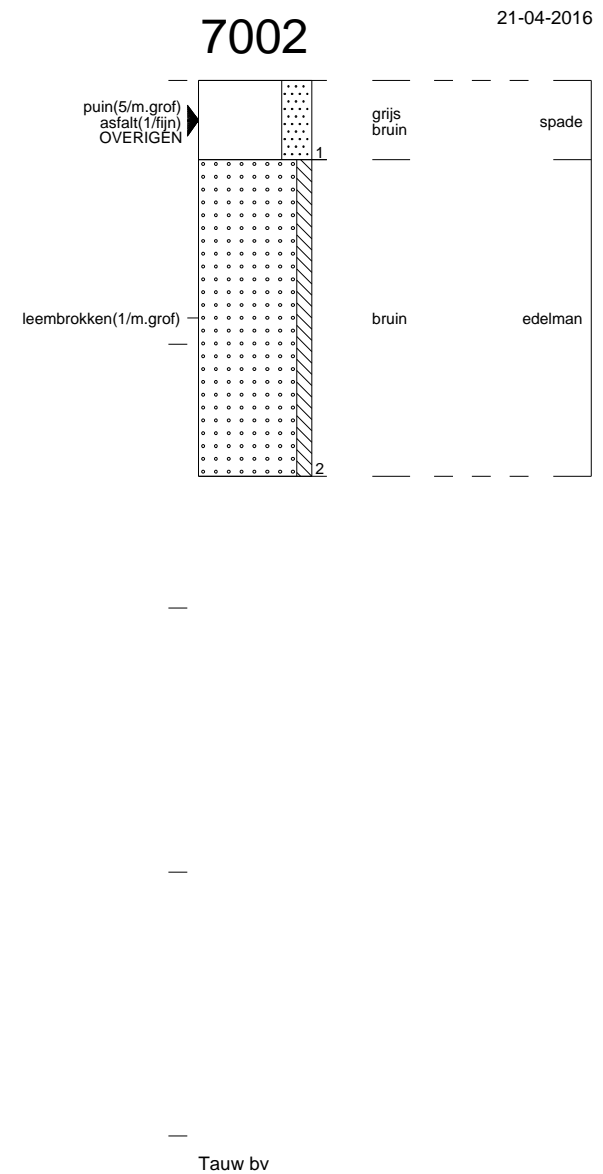 21-04-2016
7002
puin(5/m.grof)
asfalt(1/fijn)
OVERIGEN
grijs
bruin
spade
1
leembrokken(1/m.grof)
bruin
edelman
2
Tauw bv